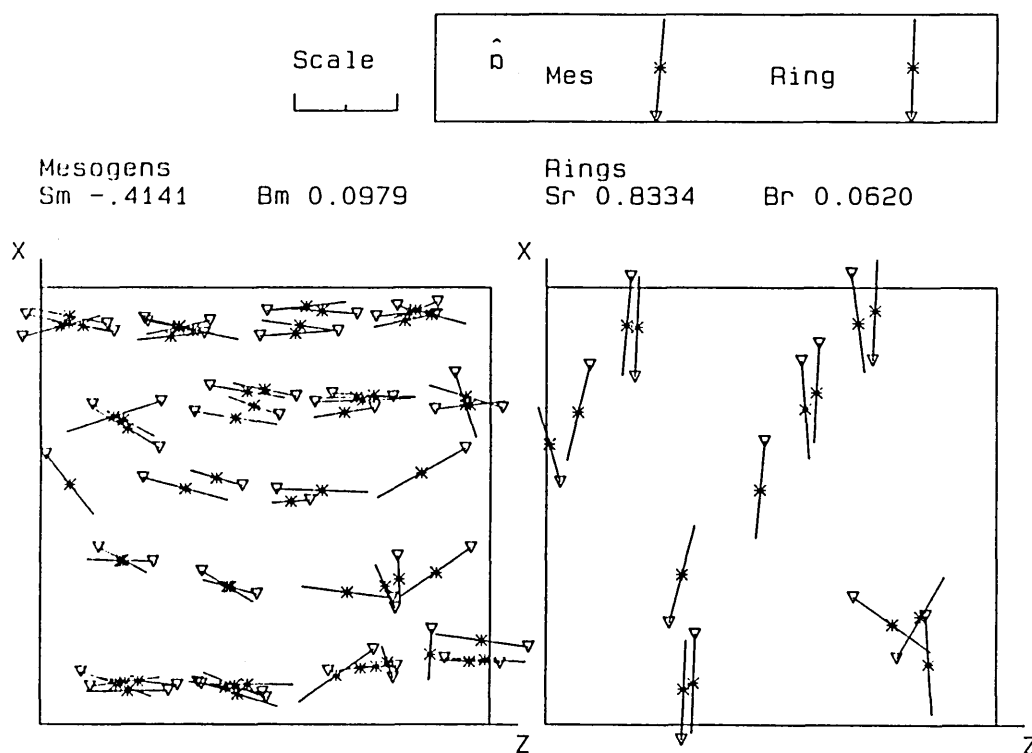 Scale
p̂ Mes Ring
Mesogens
Sm -.4141 Bm 0.0979
Rings
Sr 0.8334 Br 0.0620
X
X
Z
Z